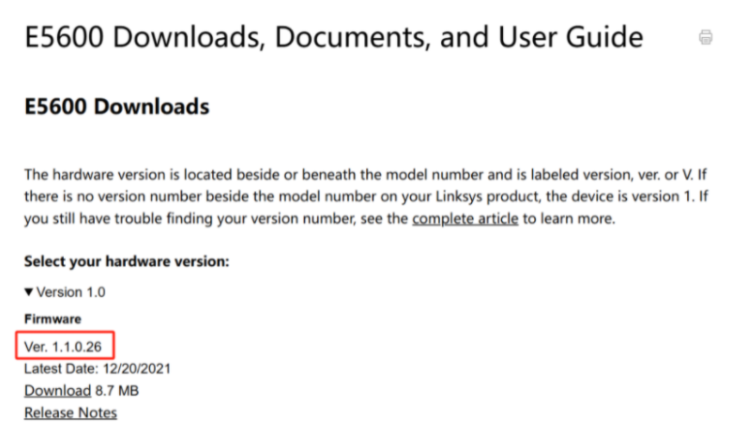 E5600 Downloads, Documents, and User Guide
E5600 Downloads
The hardware version is located beside or beneath the model number and is labeled version, ver. or V. If
there is no version number beside the model number on your Linksys product, the device is version 1. If
you still have trouble finding your version number, see the complete article to learn more.
Select your hardware version:
▼Version 1.0
Firmware
Ver. 1.1.0.26
Latest Date: 12/20/2021
Download 8.7 MB
Release Notes